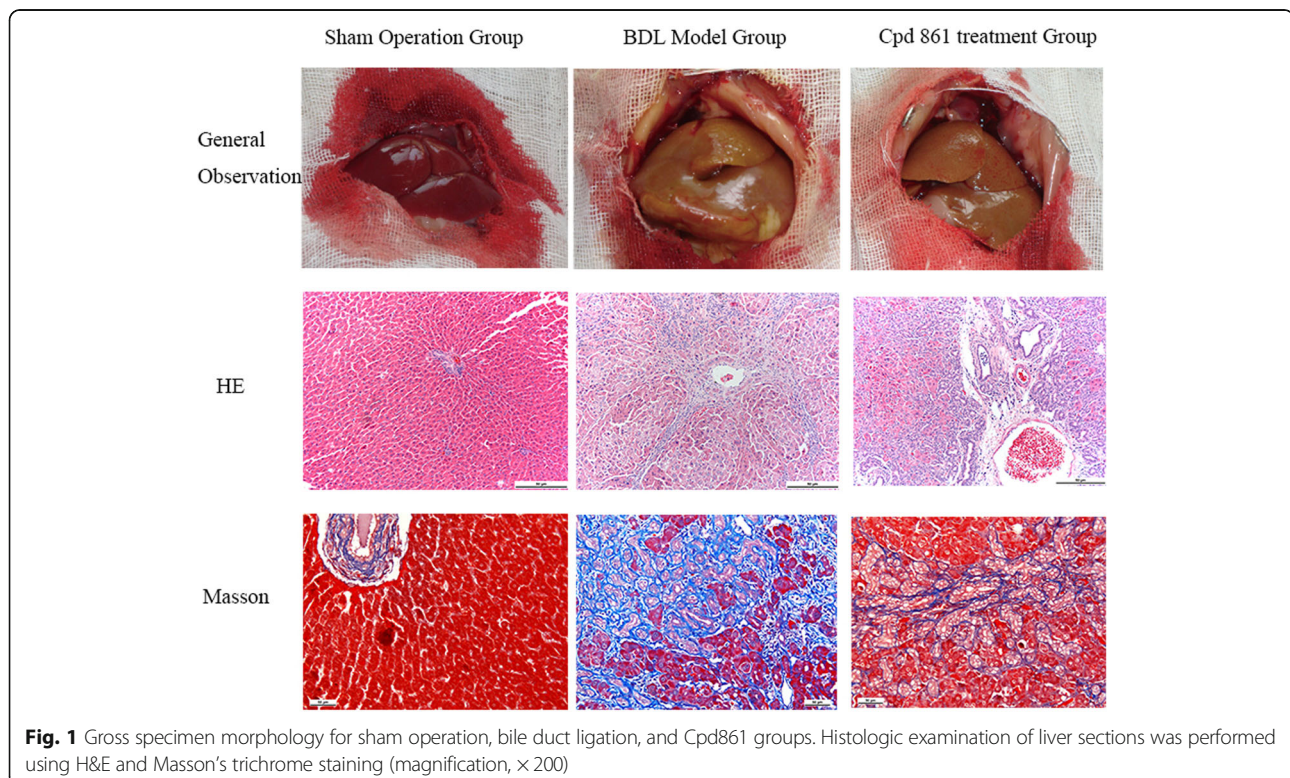 Sham Operation Group BDL Model Group Cpd 861 treatment Group
General
Observation
HE
Masson
Fig. 1 Gross specimen morphology for sham operation, bile duct ligation, and Cpd861 groups. Histologic examination of liver sections was performed
using H&E and Masson's trichrome staining (magnification, × 200)